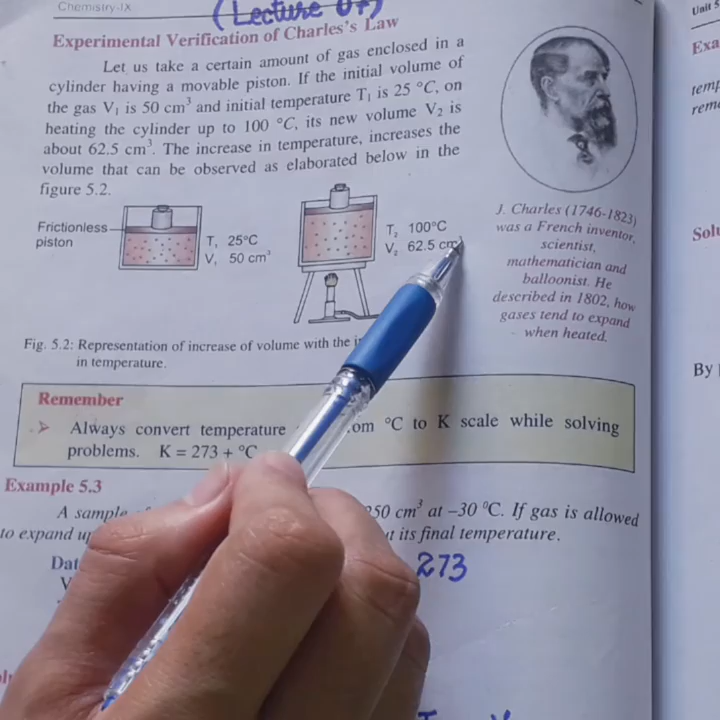 Chemistry-IX
(Lecture 07)
Unit 5
Experimental Verification of Charles's Law
Let us take a certain amount of gas enclosed in a
cylinder having a movable piston. If the initial volume of
the gas V₁ is 50 cm³ and initial temperature T₁ is 25 °C, on
heating the cylinder up to 100 °C, its new volume V₂ is
about 62.5 cm³. The increase in temperature, increases the
volume that can be observed as elaborated below in the
figure 5.2.
Frictionless
piston
T₁ 25°C
V₁ 50 cm³
T₂ 100°C
V₂ 62.5 cm
J. Charles (1746-1823)
was a French inventor,
scientist,
mathematician and
balloonist. He
described in 1802, how
gases tend to expand
when heated.
Fig. 5.2: Representation of increase of volume with the
in temperature.
Remember
➤ Always convert temperature °C to K scale while solving
problems. K = 273 + °C
Example 5.3
A sample 250 cm³ at –30 °C. If gas is allowed
to expand its final temperature.
273
By